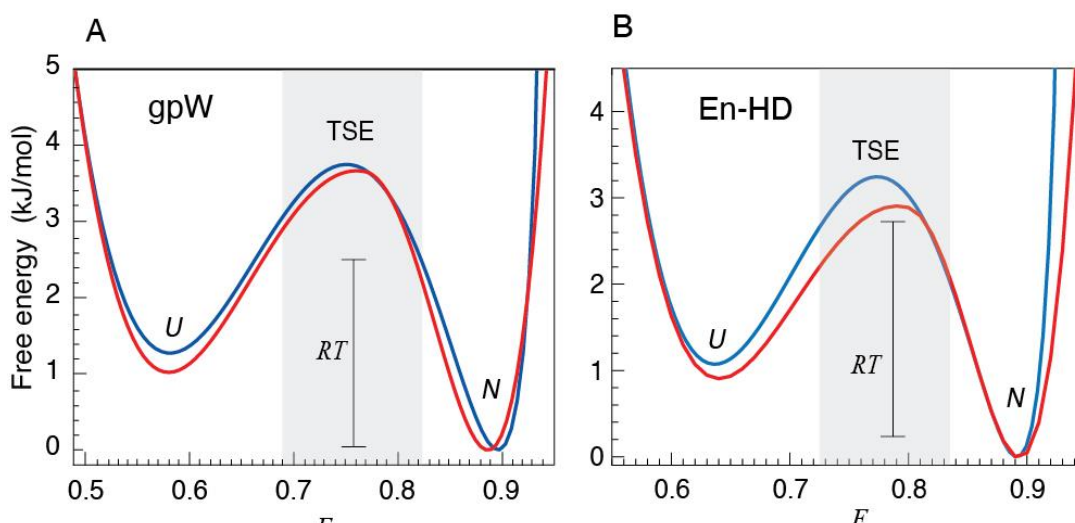 A
gpW
TSE
U
RT
N
Free energy (kJ/mol)
5
4
3
2
1
0
0.5 0.6 0.7 0.8 0.9
B
En-HD
TSE
U
RT
N
4
3
2
1
0
0.6 0.7 0.8 0.9